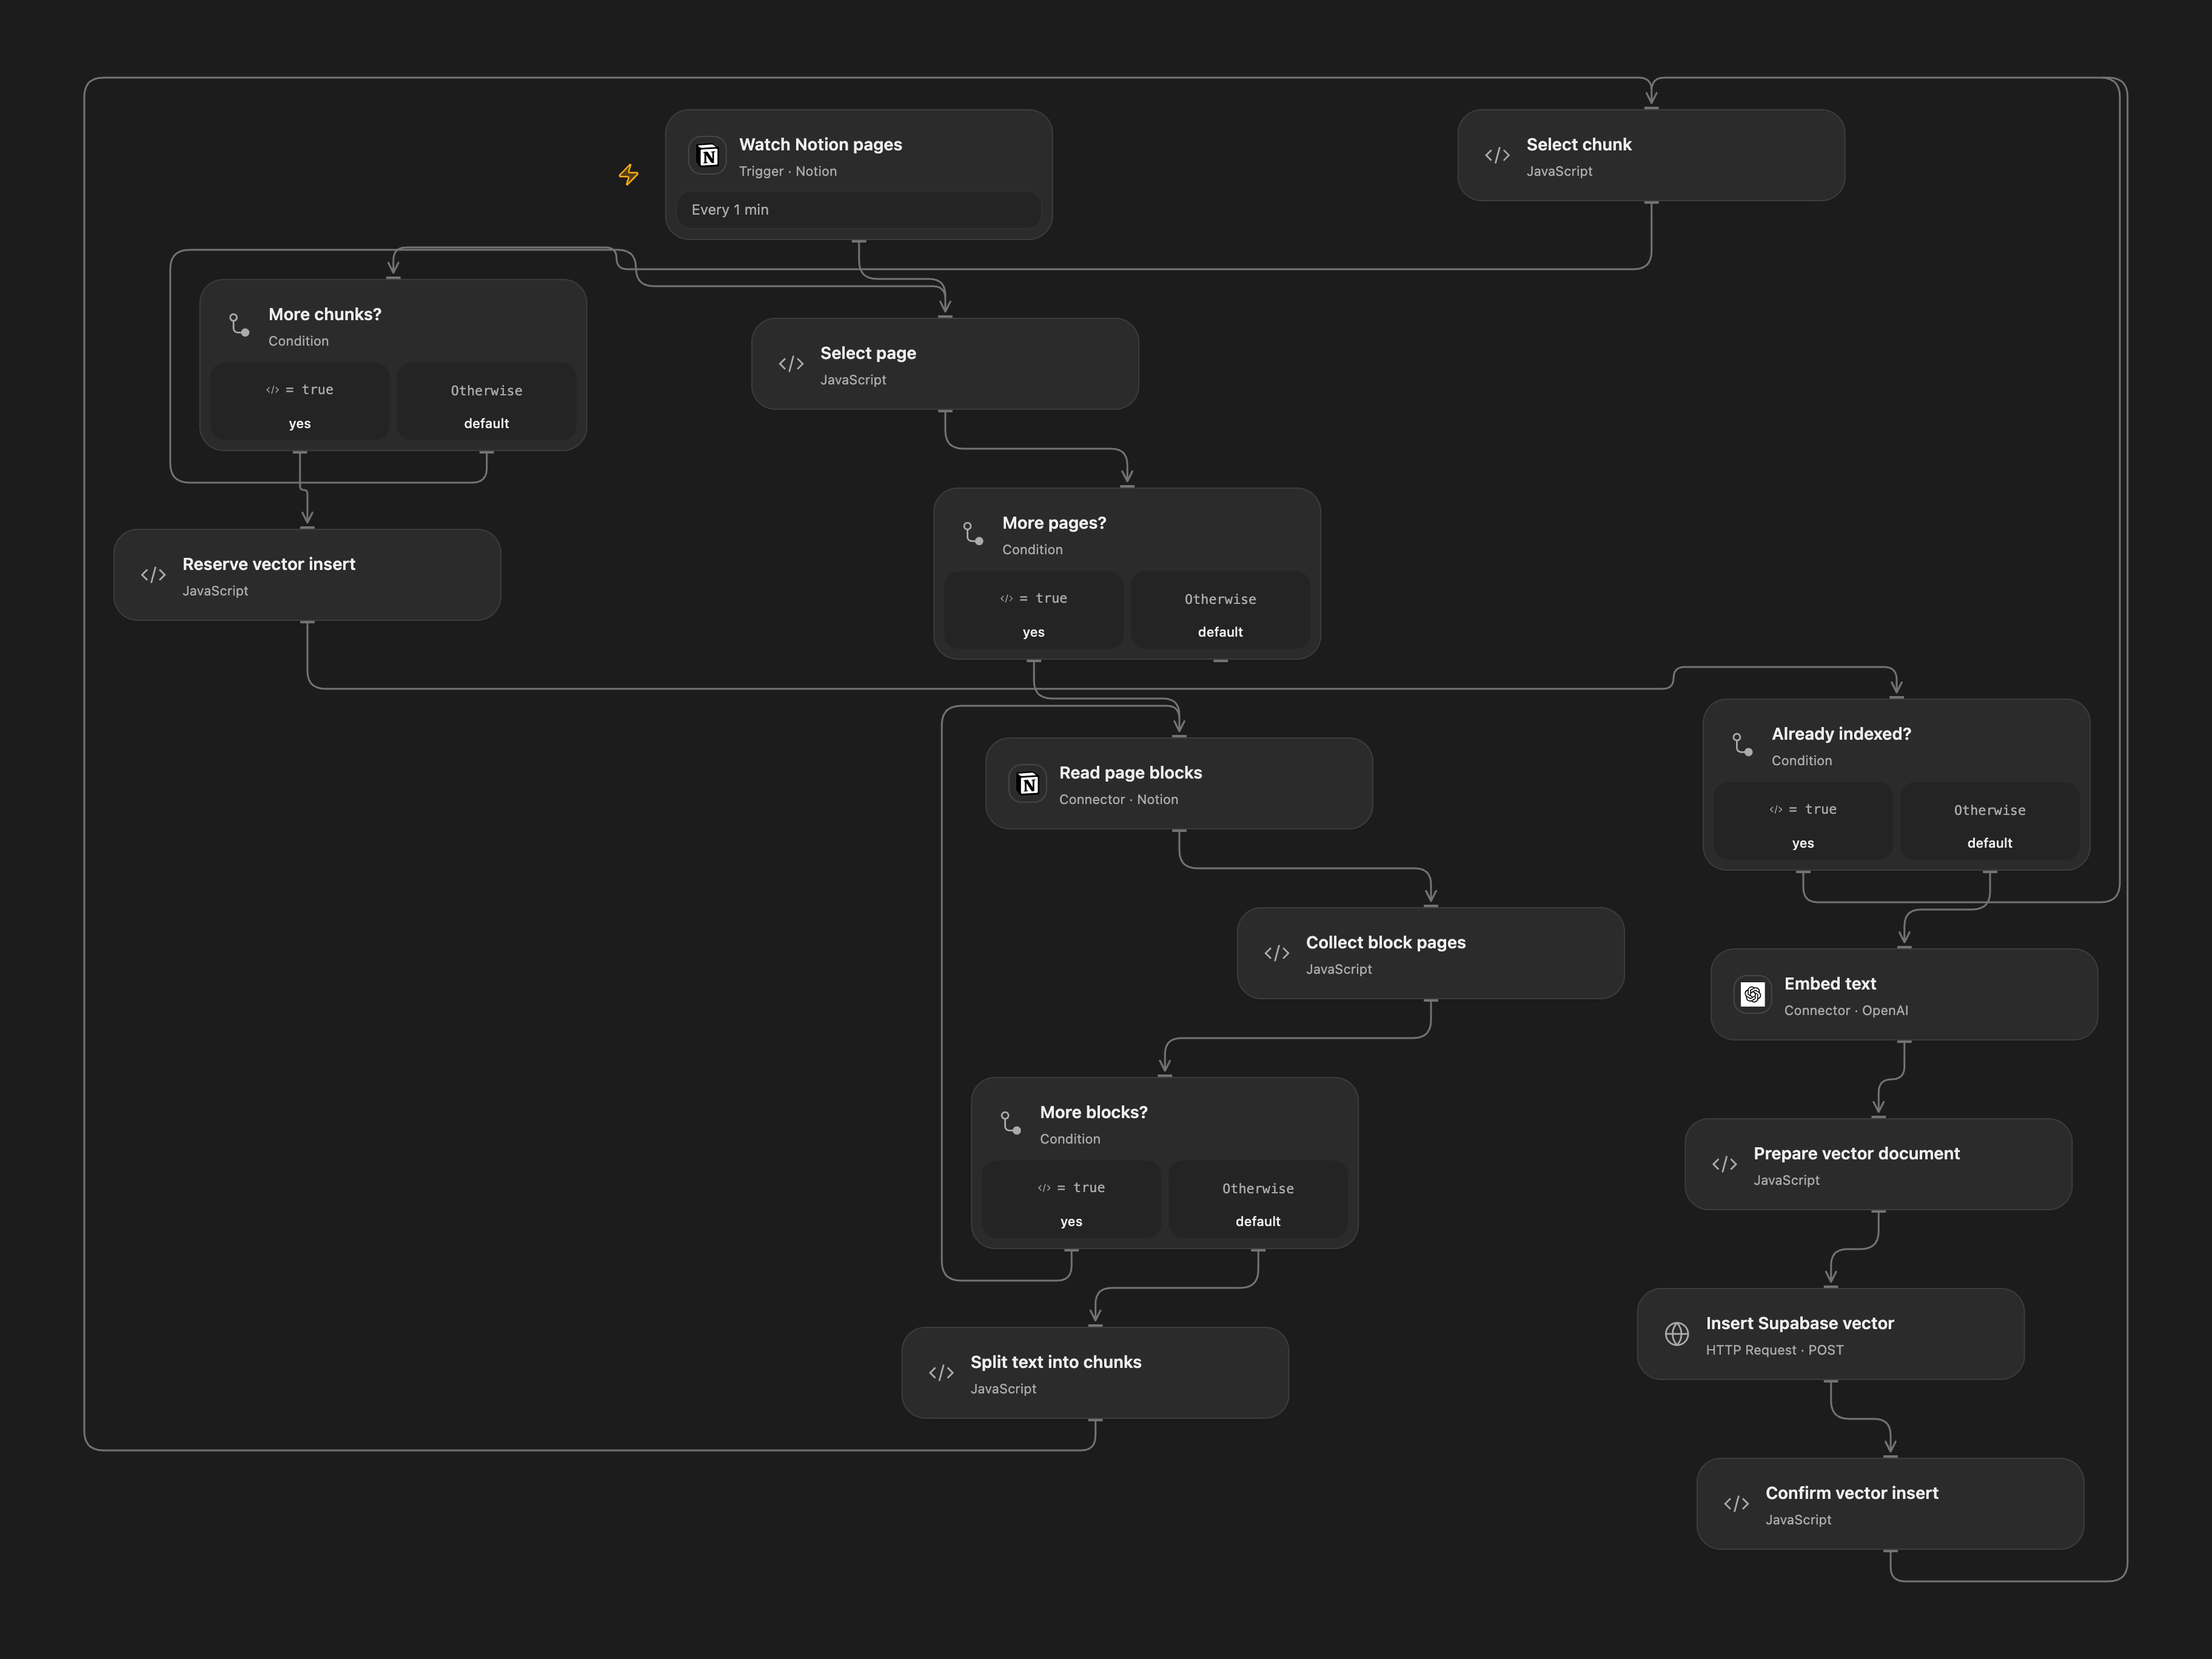 Watch Notion pages
Trigger · Notion
Every 1 min
Select chunk
JavaScript
More chunks?
Condition
</> = true
yes
Otherwise
default
Select page
JavaScript
More pages?
Condition
</> = true
yes
Otherwise
default
Reserve vector insert
JavaScript
Already indexed?
Condition
</> = true
yes
Otherwise
default
Read page blocks
Connector · Notion
Collect block pages
JavaScript
Embed text
Connector · OpenAI
More blocks?
Condition
</> = true
yes
Otherwise
default
Prepare vector document
JavaScript
Insert Supabase vector
HTTP Request · POST
Split text into chunks
JavaScript
Confirm vector insert
JavaScript